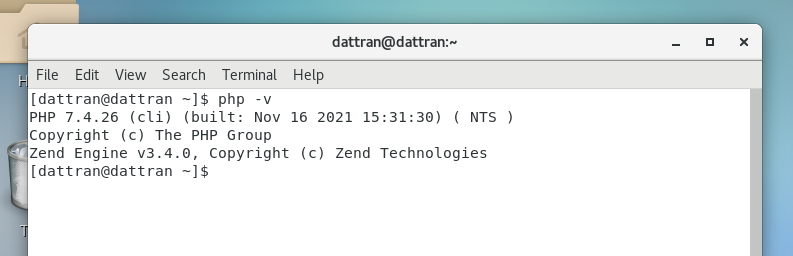 dattran@dattran:~
File Edit View Search Terminal Help
[dattran@dattran ~]$ php -v
PHP 7.4.26 (cli) (built: Nov 16 2021 15:31:30) ( NTS )
Copyright (c) The PHP Group
Zend Engine v3.4.0, Copyright (c) Zend Technologies
[dattran@dattran ~]$